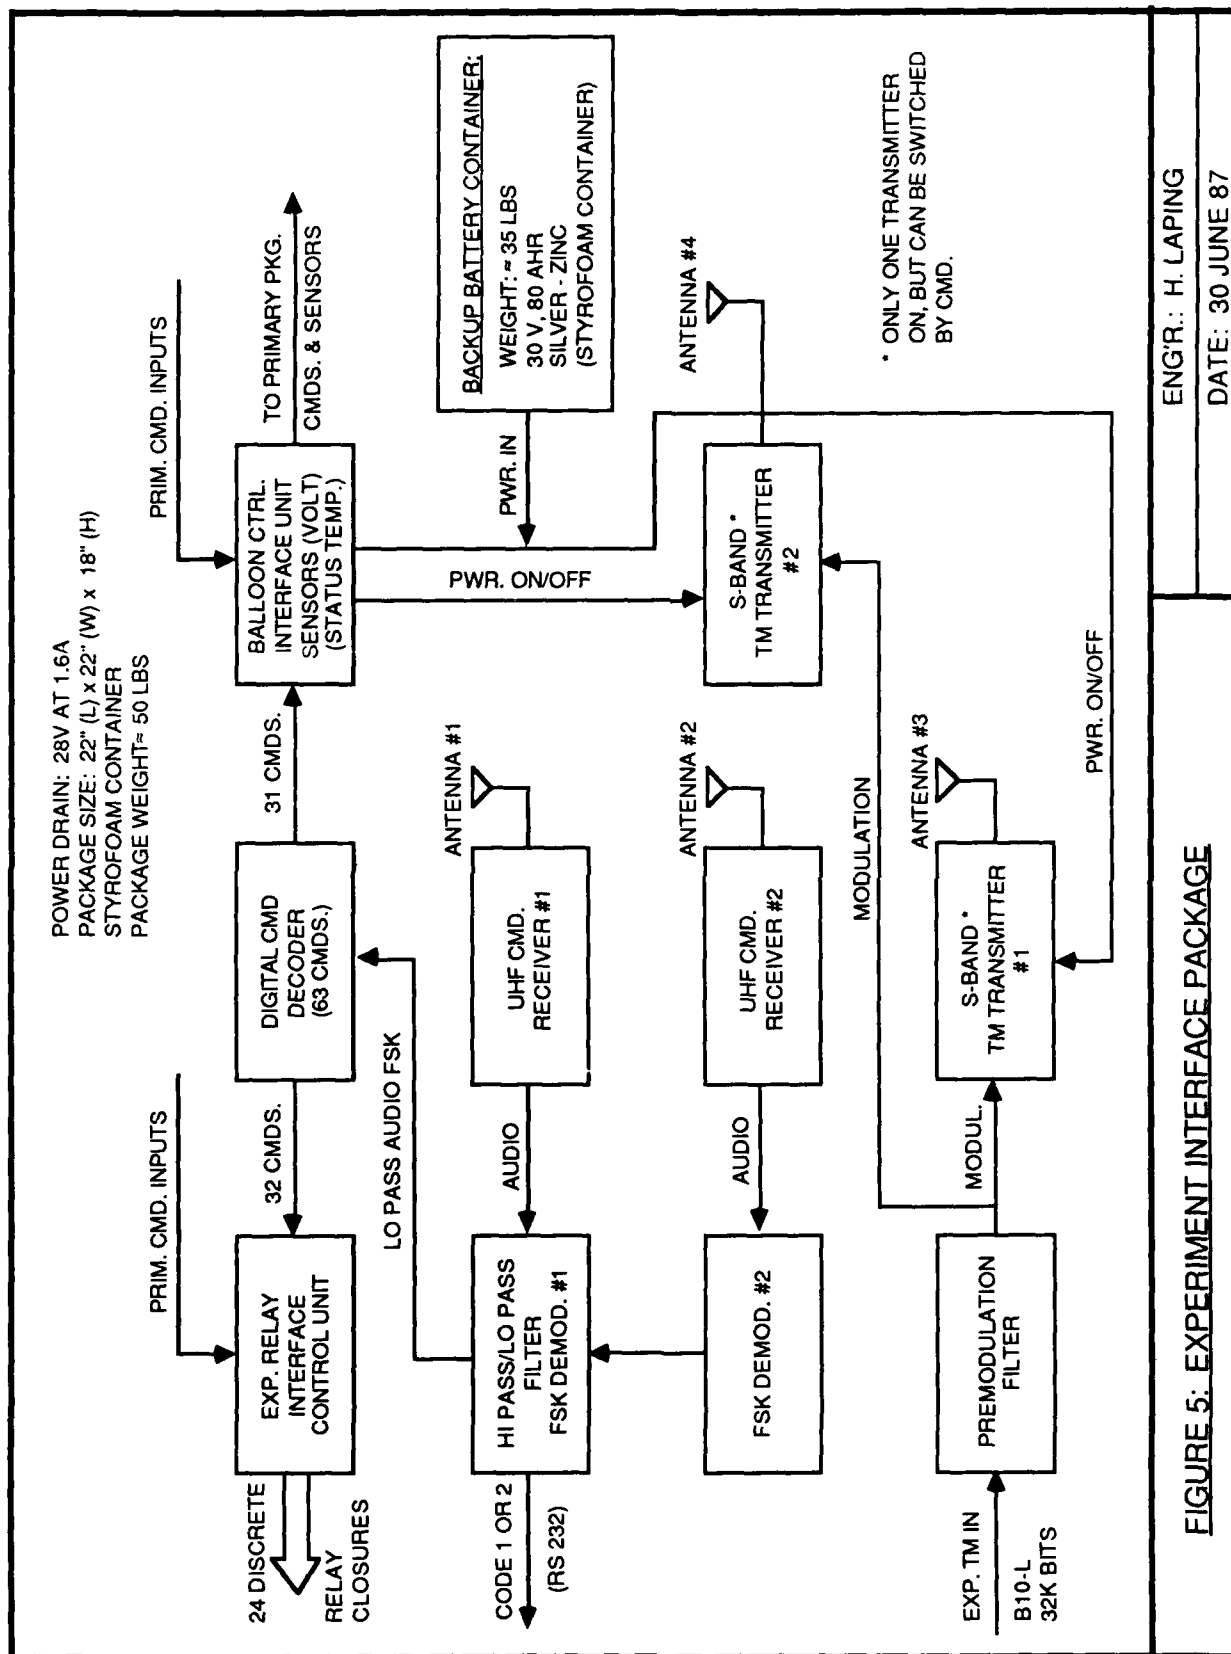 POWER DRAIN: 28V AT 1.6A
PACKAGE SIZE: 22" (L) x 22" (W) x 18" (H)
STYROFOAM CONTAINER
PACKAGE WEIGHT≈ 50 LBS
PRIM. CMD. INPUTS
PRIM. CMD. INPUTS
24 DISCRETE
RELAY
CLOSURES
EXP. RELAY
INTERFACE
CONTROL UNIT
32 CMDS.
DIGITAL CMD
DECODER
(63 CMDS.)
31 CMDS.
BALLOON CTRL.
INTERFACE UNIT
SENSORS (VOLT)
(STATUS TEMP.)
TO PRIMARY PKG.
CMDS. & SENSORS
LO PASS AUDIO FSK
CODE 1 OR 2
(RS 232)
HI PASS/LO PASS
FILTER
FSK DEMOD. #1
AUDIO
UHF CMD.
RECEIVER #1
ANTENNA #1
PWR. ON/OFF
PWR. IN
BACKUP BATTERY CONTAINER:
WEIGHT: ≈ 35 LBS
30 V, 80 AHR
SILVER - ZINC
(STYROFOAM CONTAINER)
FSK DEMOD. #2
AUDIO
UHF CMD.
RECEIVER #2
ANTENNA #2
S-BAND *
TM TRANSMITTER
#2
ANTENNA #4
MODULATION
* ONLY ONE TRANSMITTER
ON, BUT CAN BE SWITCHED
BY CMD.
EXP. TM IN
B10-L
32K BITS
PREMODULATION
FILTER
MODUL.
S-BAND *
TM TRANSMITTER
#1
ANTENNA #3
PWR. ON/OFF
FIGURE 5: EXPERIMENT INTERFACE PACKAGE
ENG'R.: H. LAPING
DATE: 30 JUNE 87